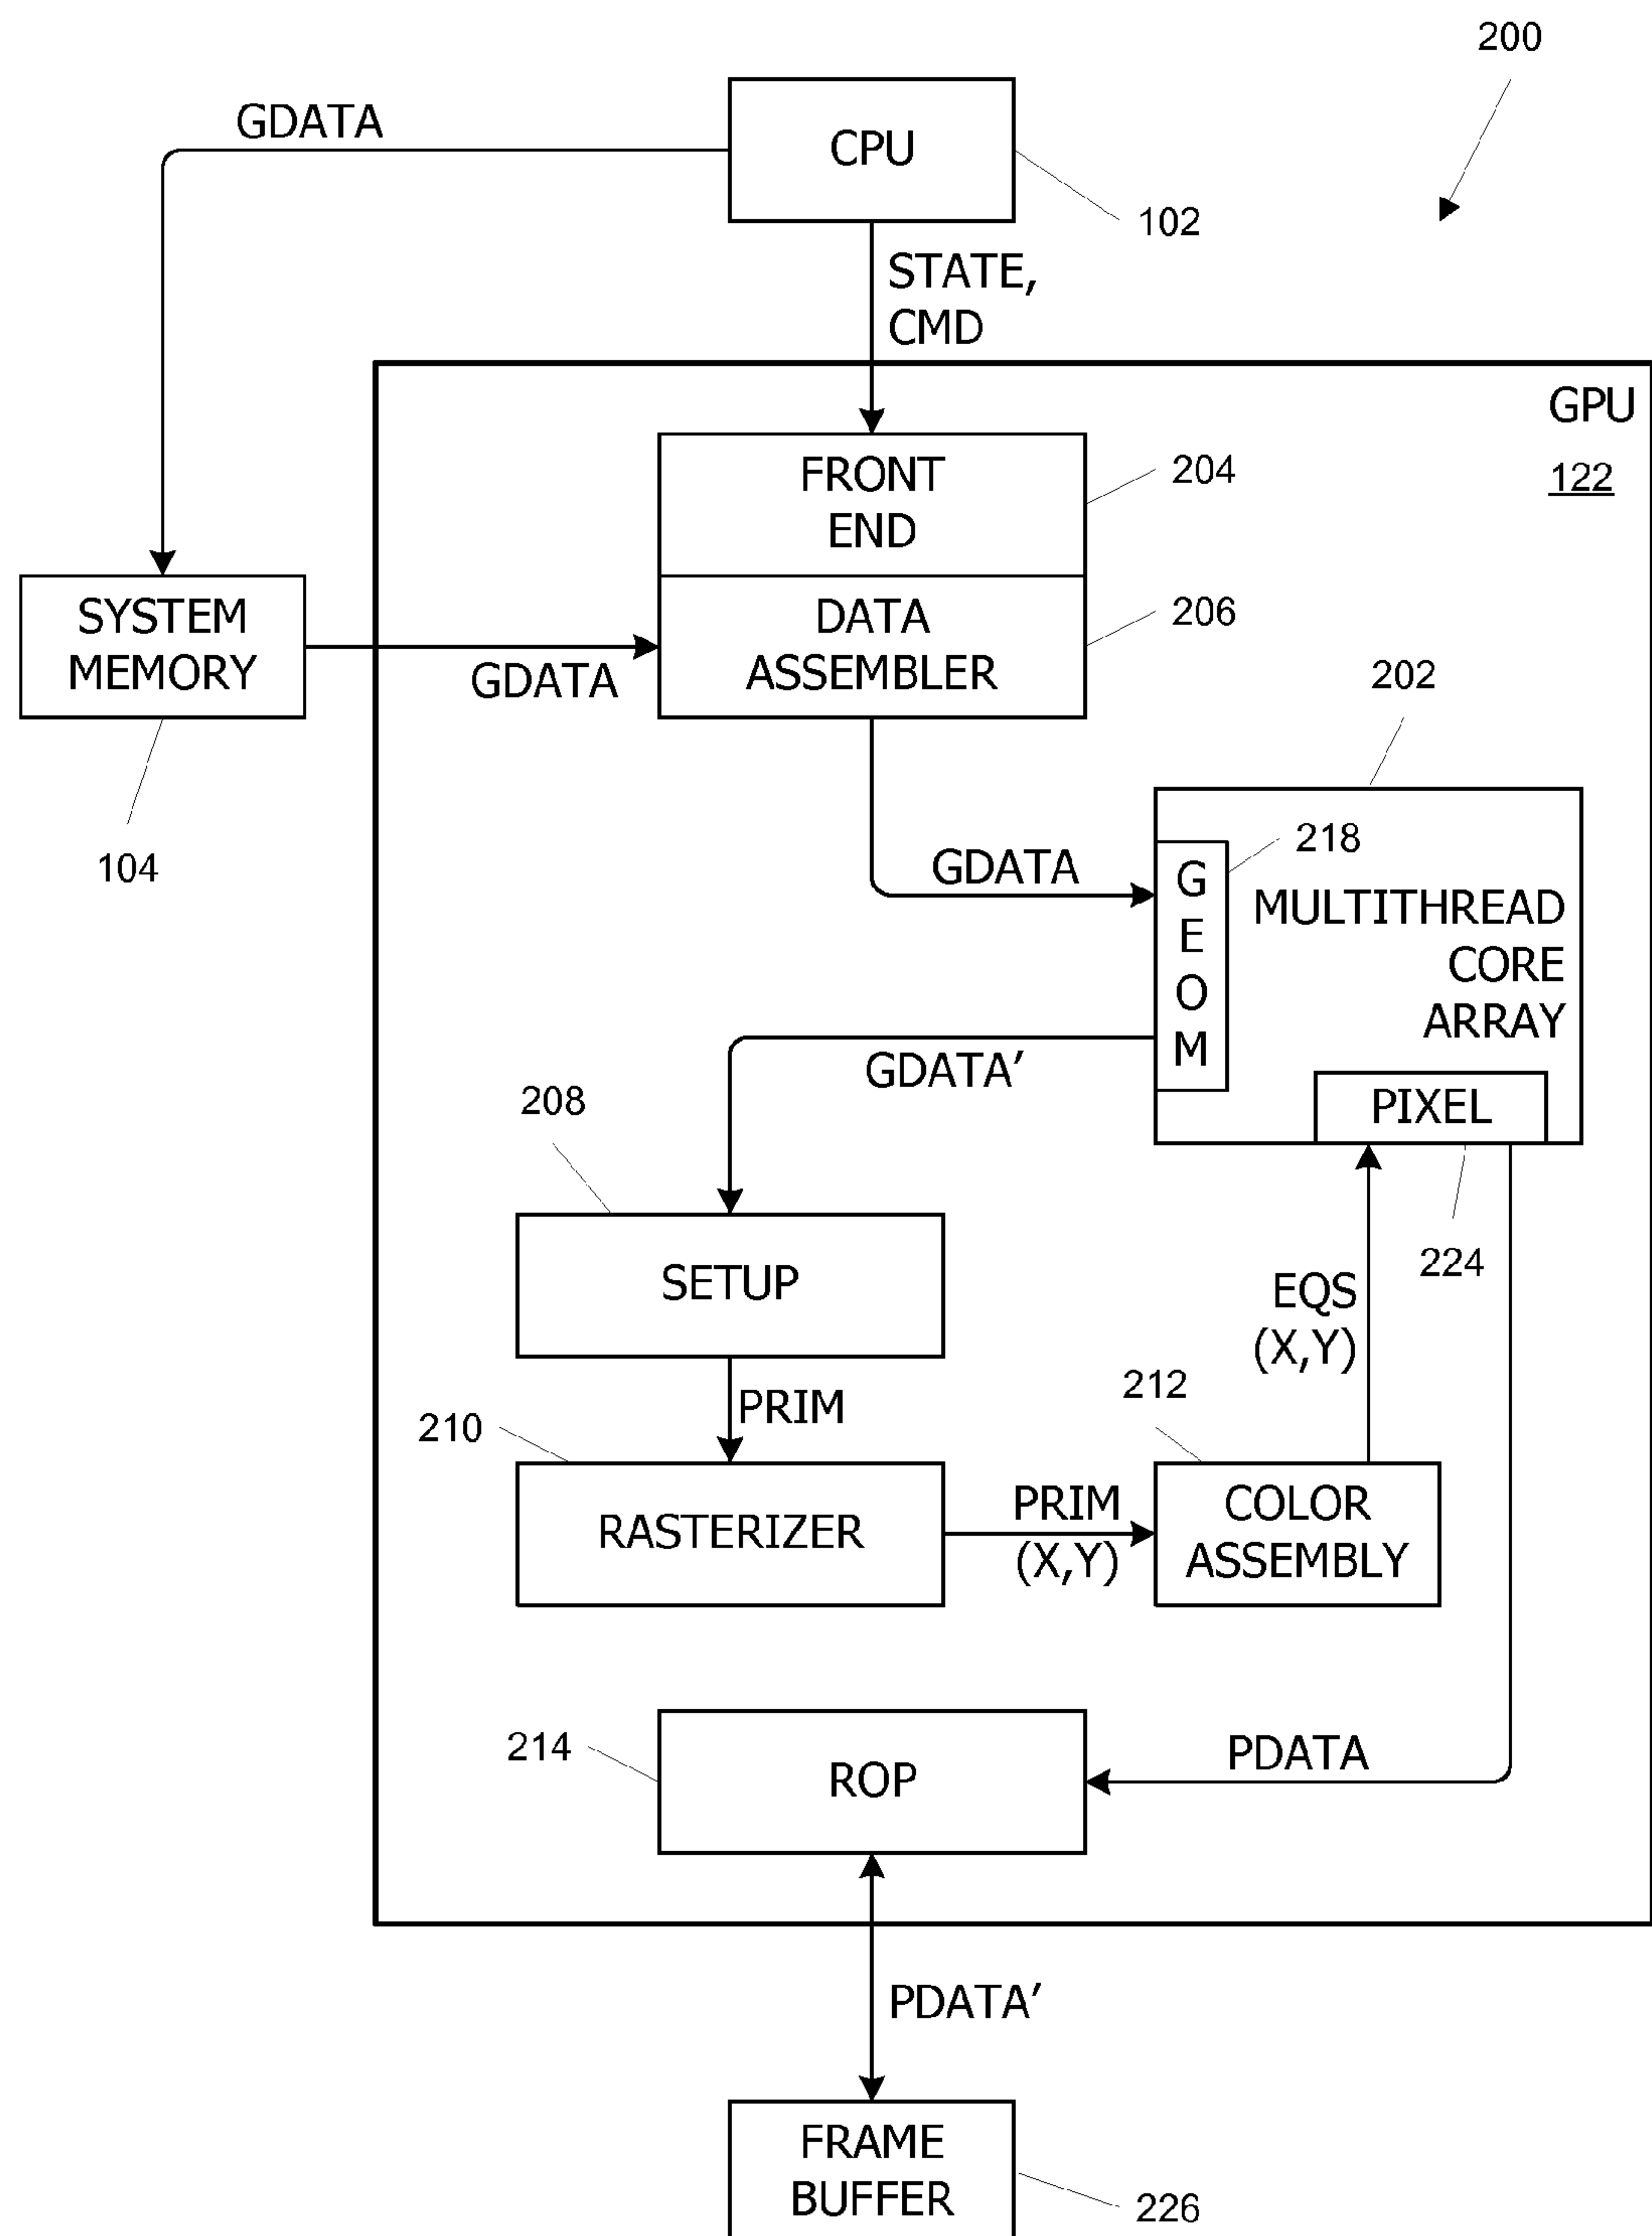 200
GDATA
CPU
102
STATE,
CMD
GPU
122
FRONT
END
204
SYSTEM
MEMORY
104
GDATA
DATA
ASSEMBLER
206
202
GDATA
G
E
O
M
218
MULTITHREAD
CORE
ARRAY
GDATA'
PIXEL
224
208
SETUP
EQS
(X,Y)
PRIM
210
RASTERIZER
PRIM
(X,Y)
212
COLOR
ASSEMBLY
214
ROP
PDATA
PDATA'
FRAME
BUFFER
226